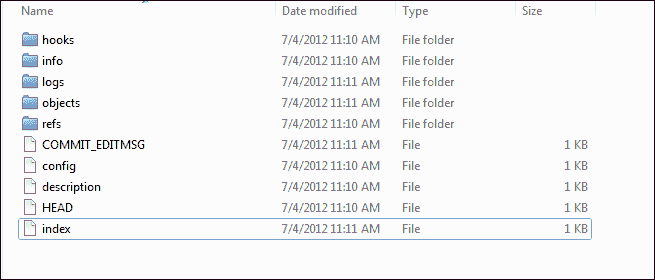 Name Date modified Type Size
hooks 7/4/2012 11:10 AM File folder
info 7/4/2012 11:10 AM File folder
logs 7/4/2012 11:11 AM File folder
objects 7/4/2012 11:11 AM File folder
refs 7/4/2012 11:10 AM File folder
COMMIT_EDITMSG 7/4/2012 11:11 AM File 1 KB
config 7/4/2012 11:10 AM File 1 KB
description 7/4/2012 11:10 AM File 1 KB
HEAD 7/4/2012 11:10 AM File 1 KB
index 7/4/2012 11:11 AM File 1 KB